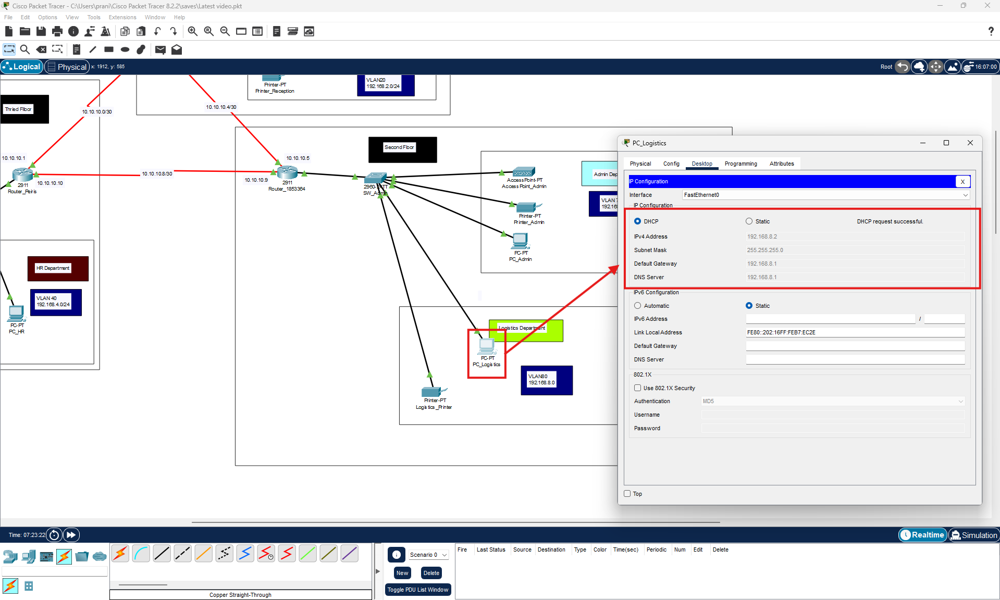 Cisco Packet Tracer - C:\Users\prani\Cisco Packet Tracer 8.2.2\saves\Latest video.pkt
File Edit Options View Tools Extensions Window Help
Logical Physical x: 1912, y: 585
Root 16:07:00
Printer-PT
Printer_Reception
VLAN20
192.168.2.0/24
Thried Flbor
10.10.10.0/30
10.10.10.4/30
Second Floor
10.10.10.1
10.10.10.5
10.10.10.8/30
10.10.10.9
10.10.10.10
2911
Router_Peiris
2911
Router_1853364
2960-24TT
SW_Admin
AccessPoint-PT
Access Point_Admin
Admin Dep
Printer-PT
Printer_Admin
VLAN 7
192.16
PC-PT
PC_Admin
HR Department
VLAN 40
192.168.4.0/24
PC-PT
PC_HR
Logistics Department
PC-PT
PC_Logistics
VLAN80
192.168.8.0
Printer-PT
Logistics_Printer
PC_Logistics
Physical Config Desktop Programming Attributes
IP Configuration X
Interface FastEthernet0
IP Configuration
DHCP Static DHCP request successful.
IPv4 Address 192.168.8.2
Subnet Mask 255.255.255.0
Default Gateway 192.168.8.1
DNS Server 192.168.8.1
IPv6 Configuration
Automatic Static
IPv6 Address /
Link Local Address FE80::202:16FF:FEB7:EC2E
Default Gateway
DNS Server
802.1X
Use 802.1X Security
Authentication MD5
Username
Password
Top
Time: 07:23:22
Realtime Simulation
Scenario 0
New Delete
Toggle PDU List Window
Fire Last Status Source Destination Type Color Time(sec) Periodic Num Edit Delete
Copper Straight-Through